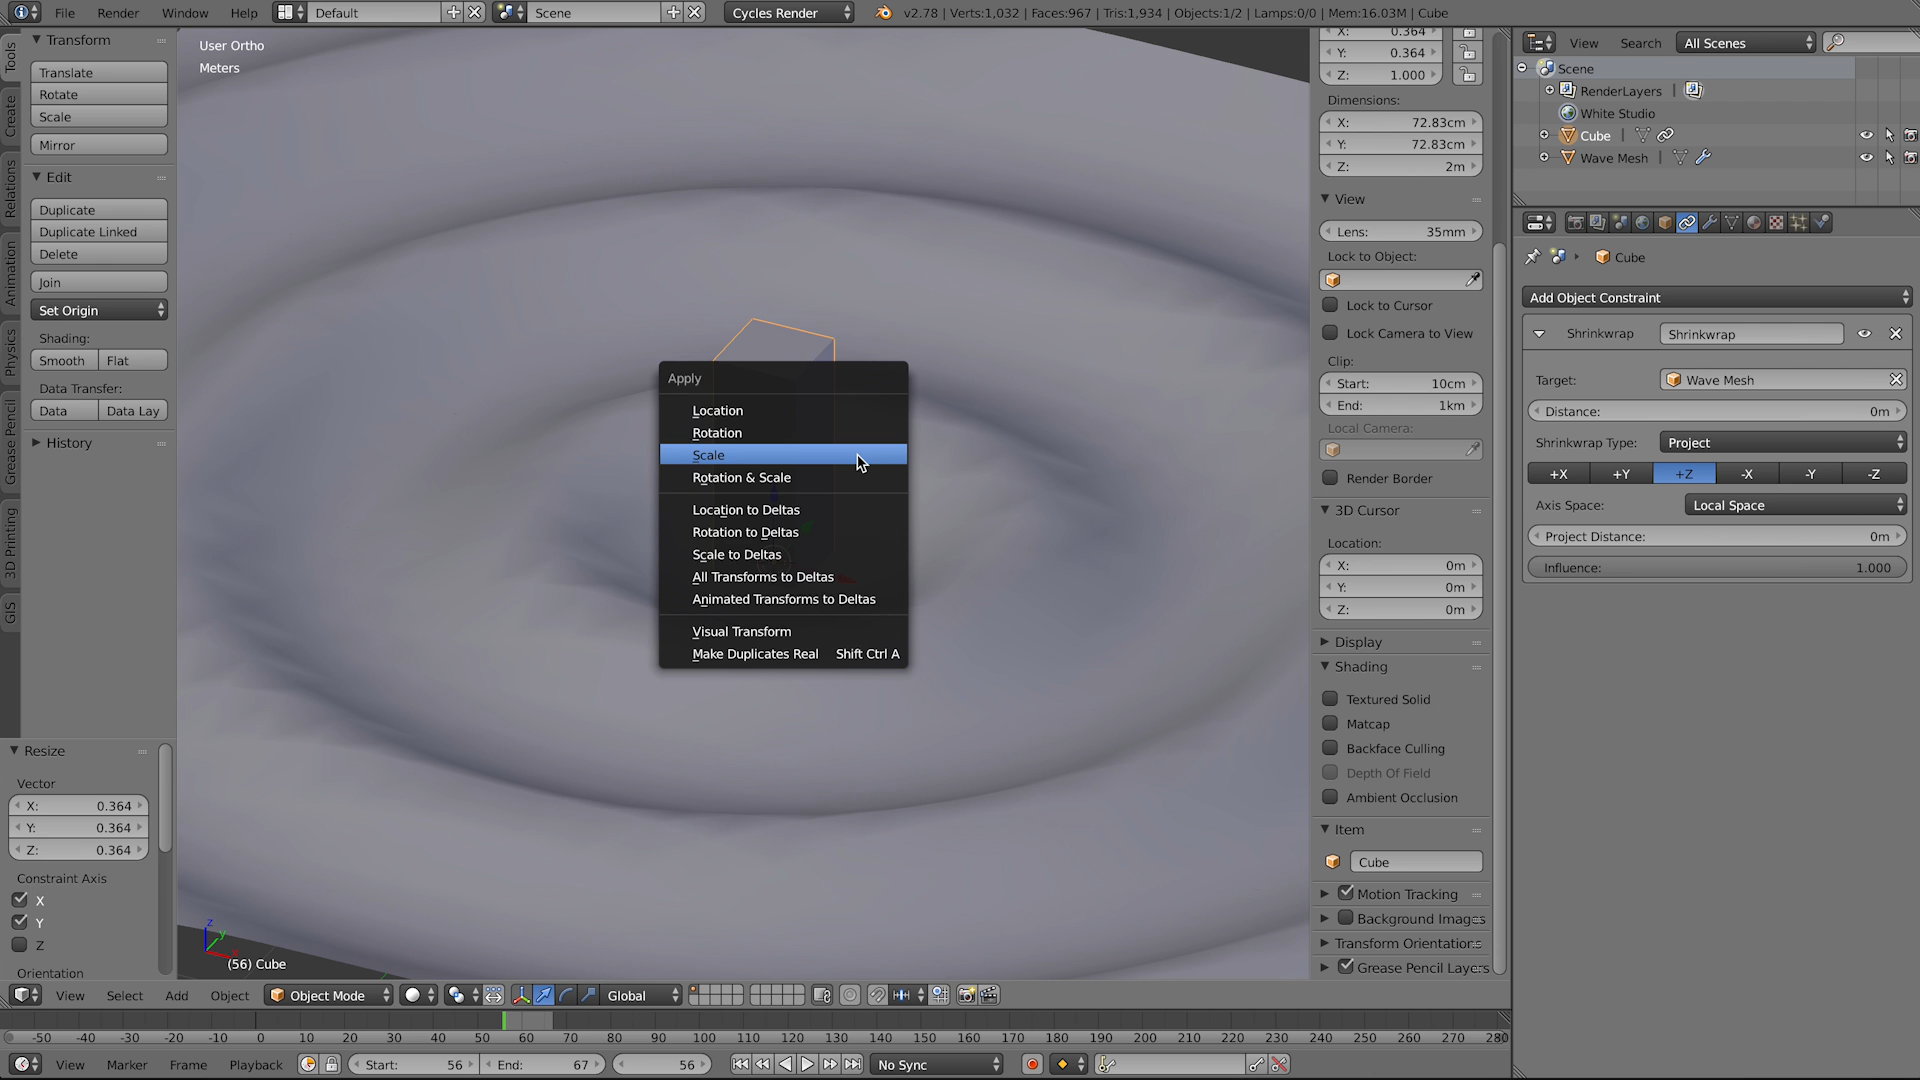 File Render Window Help Default Scene Cycles Render v2.78 | Verts:1,032 | Faces:967 | Tris:1,934 | Objects:1/2 | Lamps:0/0 | Mem:16.03M | Cube
Tools
Create
Relations
Animation
Physics
Grease Pencil
3D Printing
GIS
Transform
Translate
Rotate
Scale
Mirror
Edit
Duplicate
Duplicate Linked
Delete
Join
Set Origin
Shading:
Smooth Flat
Data Transfer:
Data Data Lay
History
Resize
Vector
X: 0.364
Y: 0.364
Z: 0.364
Constraint Axis
X
Y
Z
Orientation
User Ortho
Meters
Apply
Location
Rotation
Scale
Rotation & Scale
Location to Deltas
Rotation to Deltas
Scale to Deltas
All Transforms to Deltas
Animated Transforms to Deltas
Visual Transform
Make Duplicates Real Shift Ctrl A
z
y
(56) Cube
X: 0.364
Y: 0.364
Z: 1.000
Dimensions:
X: 72.83cm
Y: 72.83cm
Z: 2m
View
Lens: 35mm
Lock to Object:
Lock to Cursor
Lock Camera to View
Clip:
Start: 10cm
End: 1km
Local Camera:
Render Border
3D Cursor
Location:
X: 0m
Y: 0m
Z: 0m
Display
Shading
Textured Solid
Matcap
Backface Culling
Depth Of Field
Ambient Occlusion
Item
Cube
Motion Tracking
Background Images
Transform Orientations
Grease Pencil Layers
View Search All Scenes
Scene
RenderLayers |
White Studio
Cube |
Wave Mesh |
Cube
Add Object Constraint
Shrinkwrap Shrinkwrap
Target: Wave Mesh
Distance: 0m
Shrinkwrap Type: Project
+X +Y +Z -X -Y -Z
Axis Space: Local Space
Project Distance: 0m
Influence: 1.000
View Select Add Object Object Mode Global
-50 -40 -30 -20 -10 0 10 20 30 40 50 60 70 80 90 100 110 120 130 140 150 160 170 180 190 200 210 220 230 240 250 260 270 280
View Marker Frame Playback Start: 56 End: 67 56 No Sync